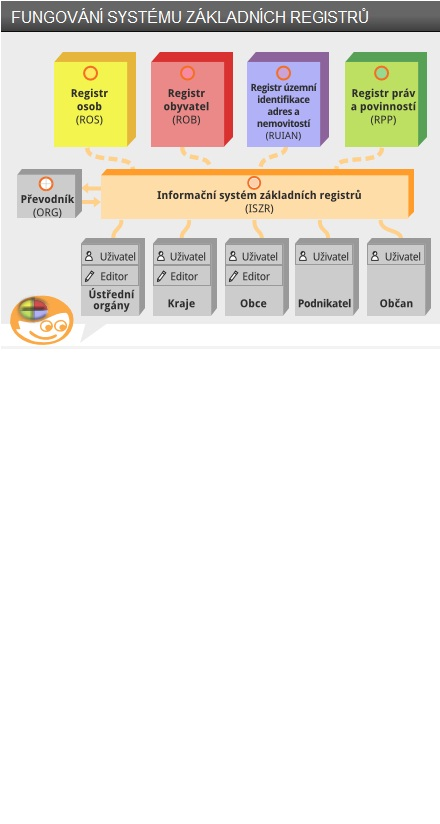 FUNGOVÁNÍ SYSTÉMU ZÁKLADNÍCH REGISTRŮ
Registr
osob
(ROS)
Registr
obyvatel
(ROB)
Registr územní
identifikace
adres a
nemovitostí
(RUIAN)
Registr práv
a povinností
(RPP)
Převodník
(ORG)
Informační systém základních registrů
(ISZR)
Uživatel
Editor
Ústřední
orgány
Uživatel
Editor
Kraje
Uživatel
Editor
Obce
Uživatel
Podnikatel
Uživatel
Občan